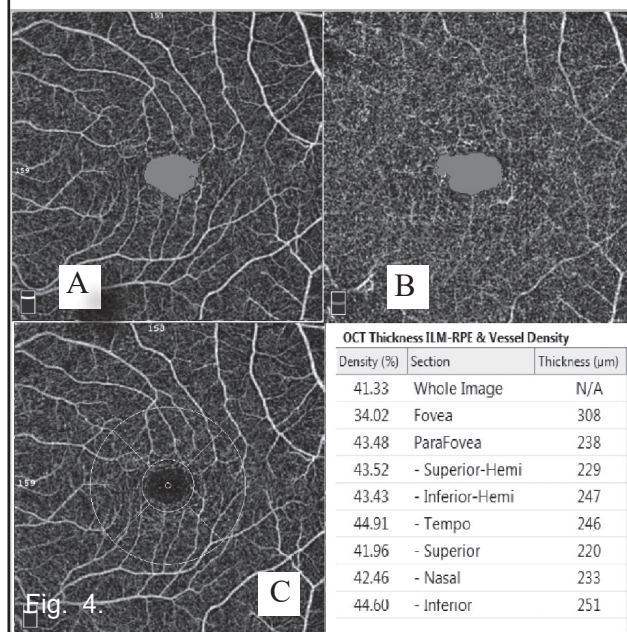 153
159
A
B
153
159
C
Fig. 4.
OCT Thickness ILM-RPE & Vessel Density
Density (%) Section Thickness (µm)
41.33 Whole Image N/A
34.02 Fovea 308
43.48 ParaFovea 238
43.52 - Superior-Hemi 229
43.43 - Inferior-Hemi 247
44.91 - Tempo 246
41.96 - Superior 220
42.46 - Nasal 233
44.60 - Inferior 251